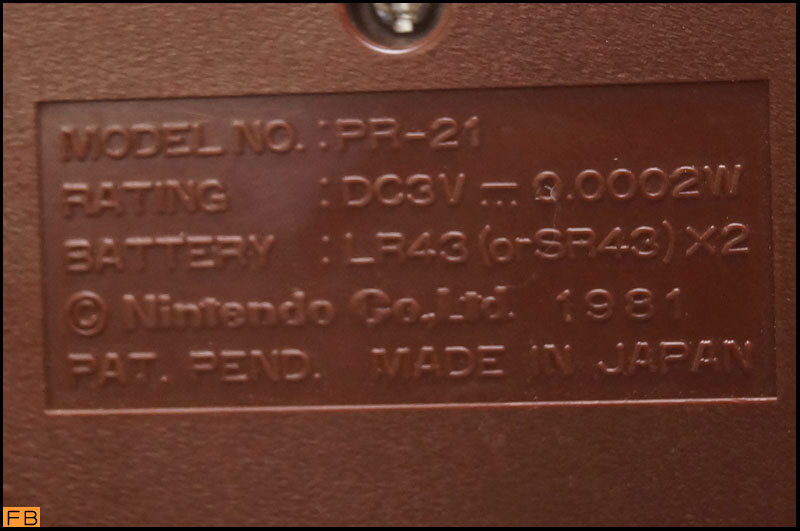 MODEL NO. : PR-21
RATING : DC3V ⎓ 0.0002W
BATTERY : LR43 (or SR43) ×2
© Nintendo Co.,Ltd. 1981
PAT. PEND. MADE IN JAPAN
FB